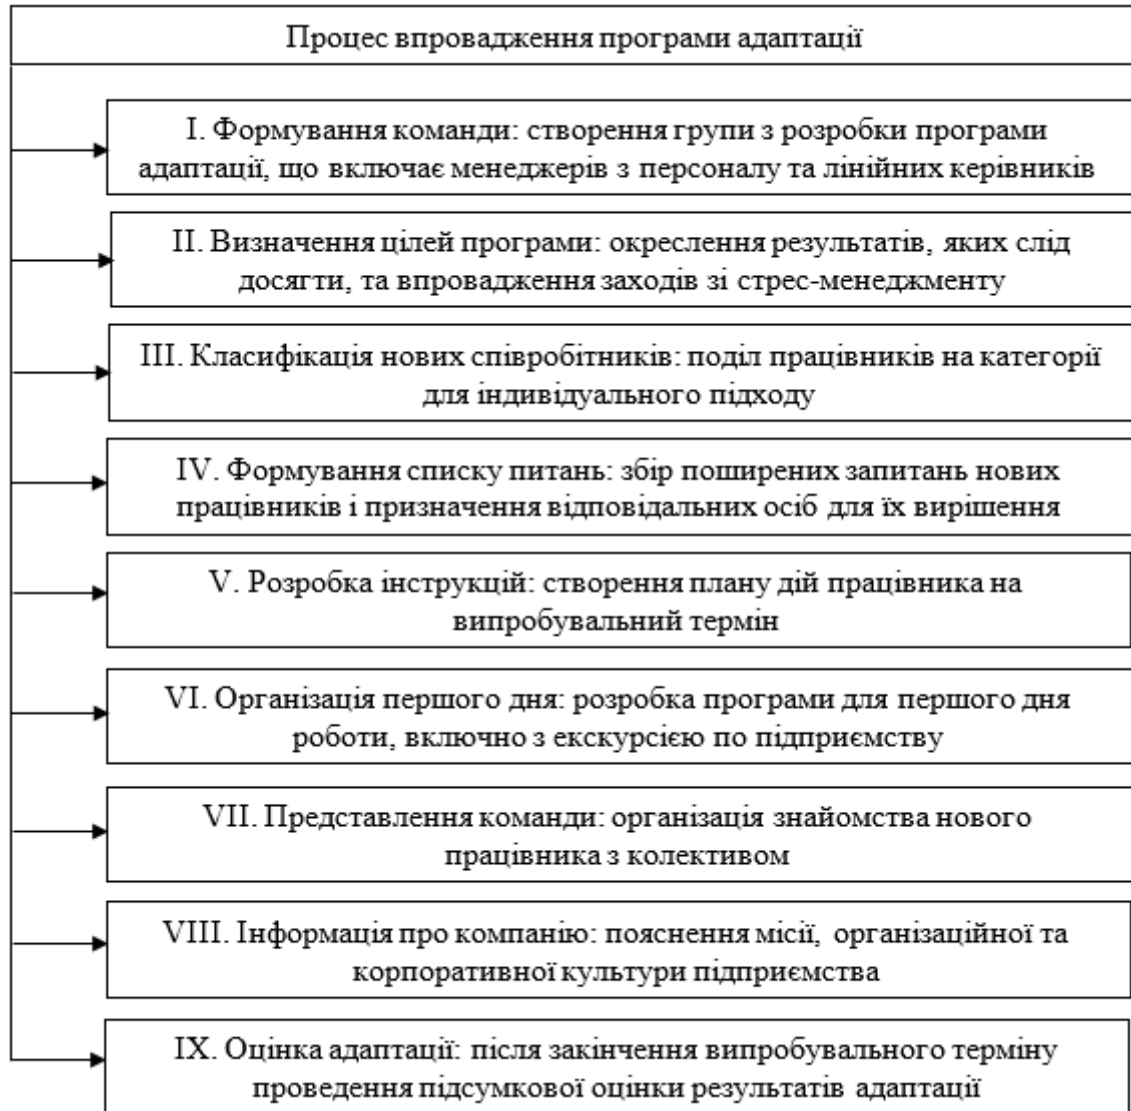 Процес впровадження програми адаптації
І. Формування команди: створення групи з розробки програми
адаптації, що включає менеджерів з персоналу та лінійних керівників
ІІ. Визначення цілей програми: окреслення результатів, яких слід
досягти, та впровадження заходів зі стрес-менеджменту
ІІІ. Класифікація нових співробітників: поділ працівників на категорії
для індивідуального підходу
IV. Формування списку питань: збір поширених запитань нових
працівників і призначення відповідальних осіб для їх вирішення
V. Розробка інструкцій: створення плану дій працівника на
випробувальний термін
VI. Організація першого дня: розробка програми для першого дня
роботи, включно з екскурсією по підприємству
VII. Представлення команди: організація знайомства нового
працівника з колективом
VIII. Інформація про компанію: пояснення місії, організаційної та
корпоративної культури підприємства
IX. Оцінка адаптації: після закінчення випробувального терміну
проведення підсумкової оцінки результатів адаптації